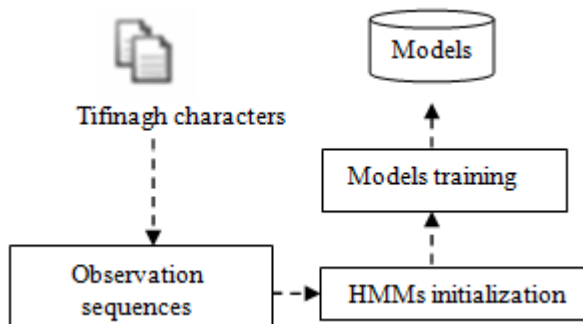 Models
Tifinagh characters
Models training
Observation
sequences
HMMs initialization